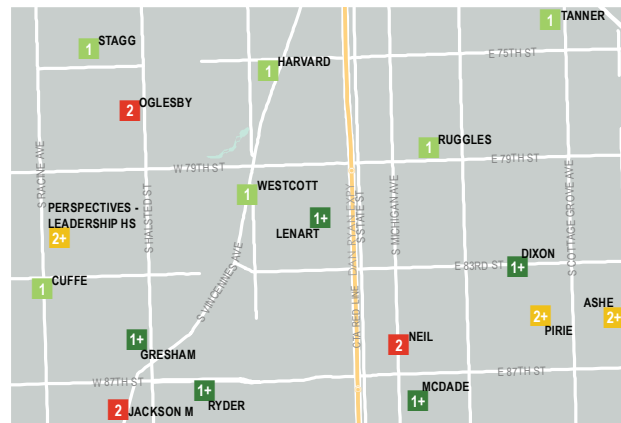 TANNER
1
STAGG
1
E 75TH ST
HARVARD
1
OGLESBY
2
RUGGLES
1
W 79TH ST
E 79TH ST
S RACINE AVE
S HALSTED ST
WESTCOTT
1
PERSPECTIVES -
LEADERSHIP HS
2+
1+
LENART
DAN RYAN EXPY
S STATE ST
S MICHIGAN AVE
S COTTAGE GROVE AVE
DIXON
1+
E 83RD ST
CUFFE
1
S VINCENNES AVE
CTA RED LINE
ASHE
2+
2+
PIRIE
1+
GRESHAM
NEIL
2
E 87TH ST
W 87TH ST
1+
RYDER
MCDADE
1+
2
JACKSON M